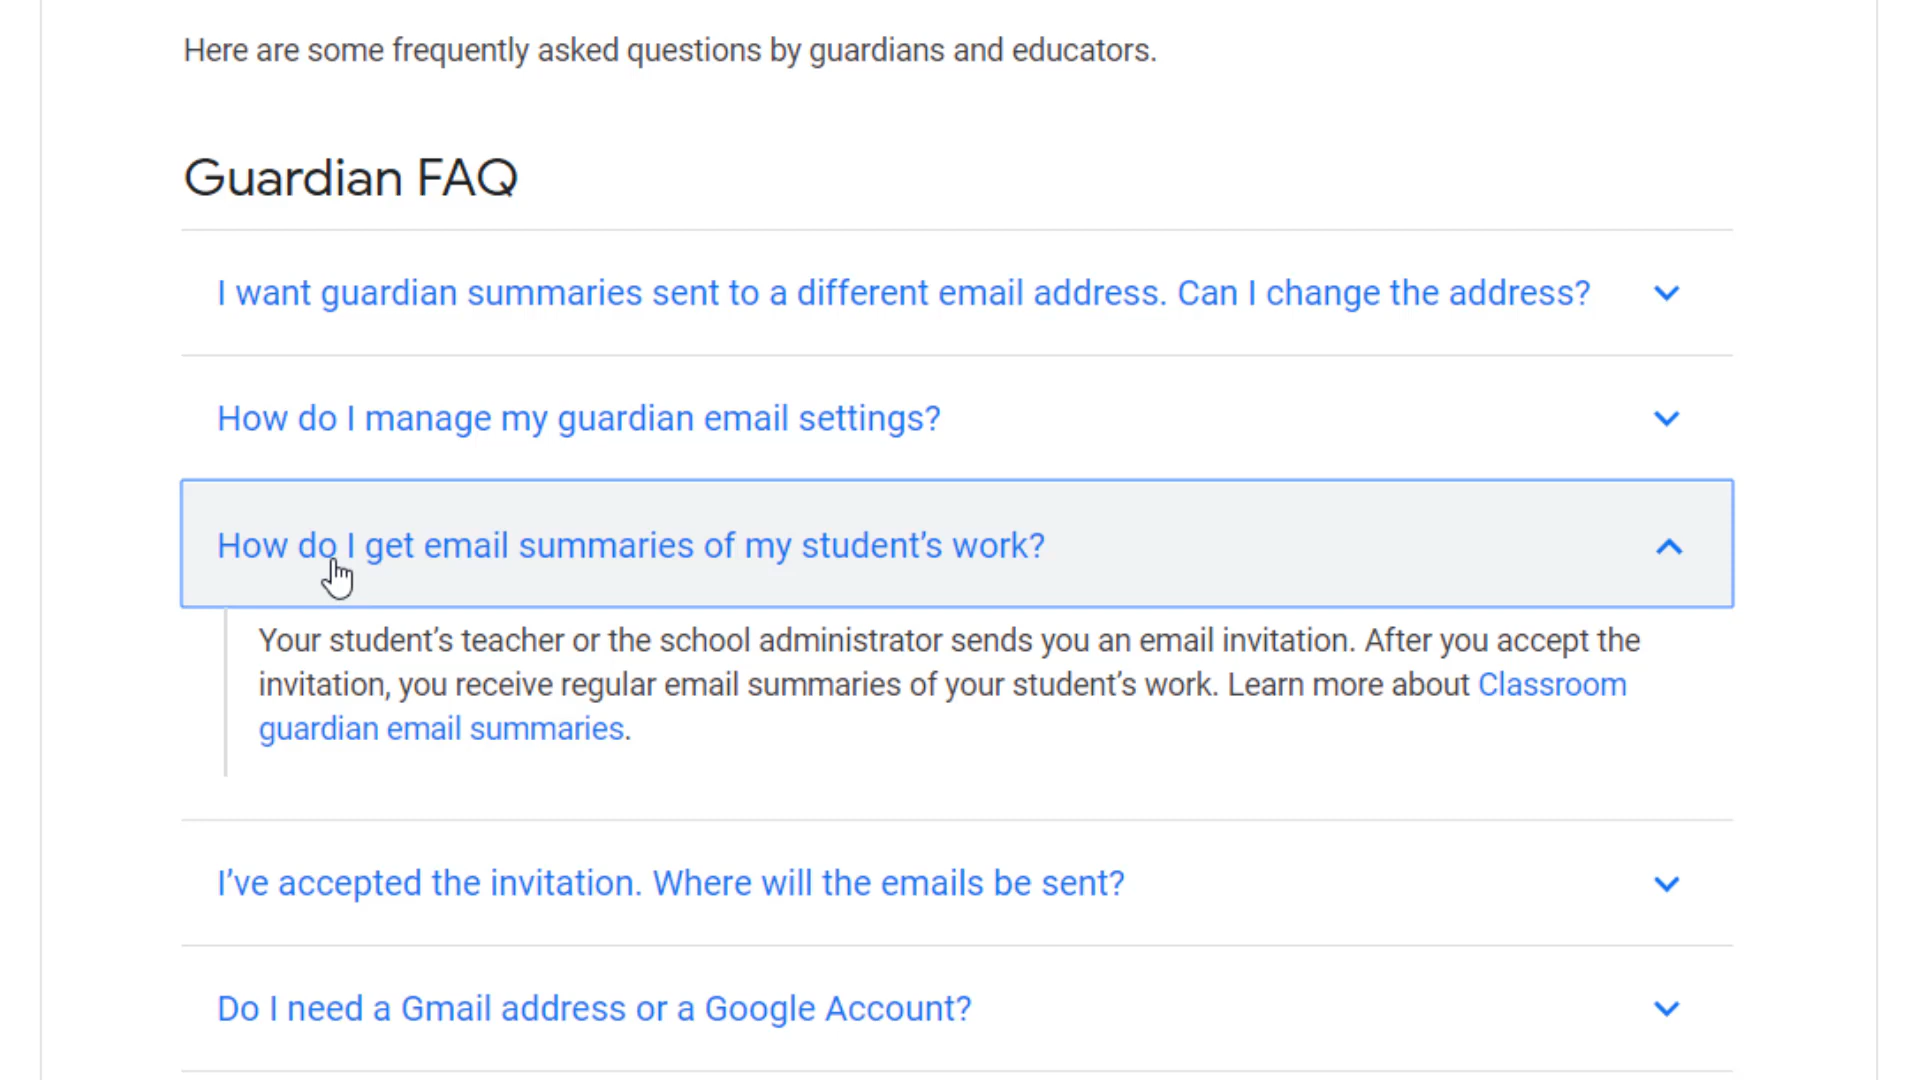 Here are some frequently asked questions by guardians and educators.
Guardian FAQ
I want guardian summaries sent to a different email address. Can I change the address?
How do I manage my guardian email settings?
How do I get email summaries of my student’s work?
Your student’s teacher or the school administrator sends you an email invitation. After you accept the
invitation, you receive regular email summaries of your student’s work. Learn more about Classroom
guardian email summaries.
I’ve accepted the invitation. Where will the emails be sent?
Do I need a Gmail address or a Google Account?